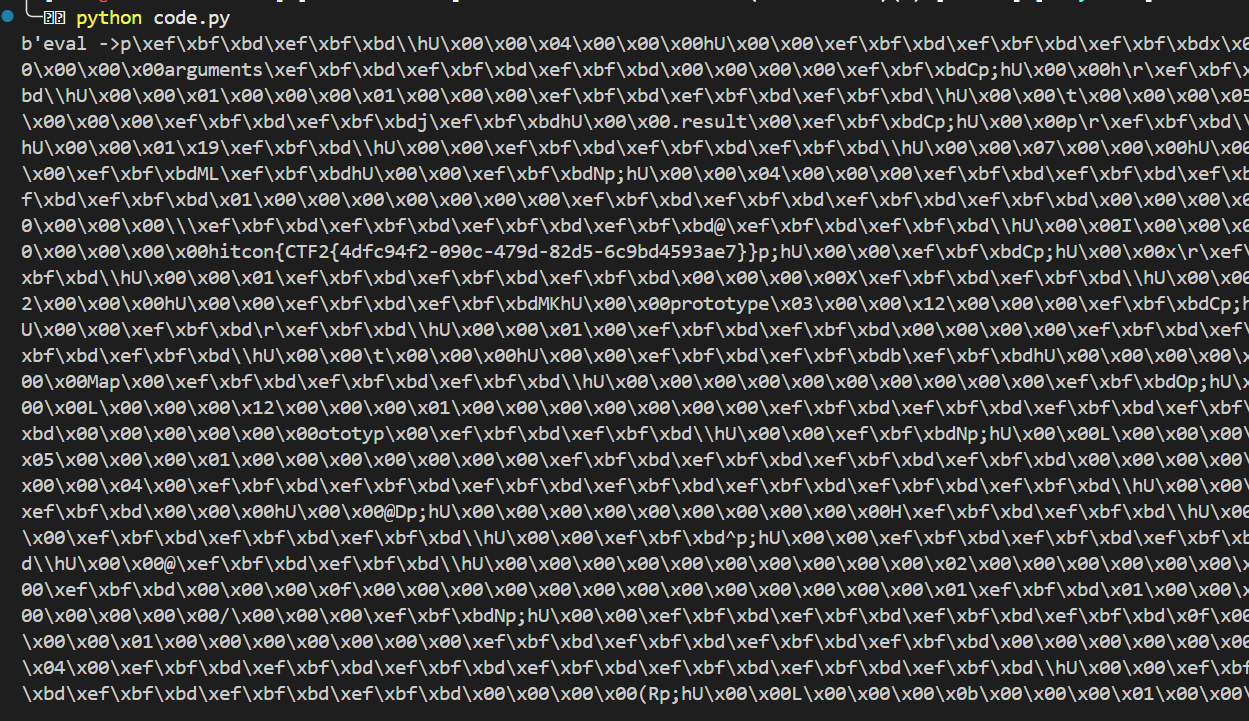 python code.py
b'eval ->p\xef\xbf\xbd\xef\xbf\xbd\\hU\x00\x00\x04\x00\x00\x00hU\x00\x00\xef\xbf\xbd\xef\xbf\xbd\xef\xbf\xbdx\x0
0\x00\x00\x00arguments\xef\xbf\xbd\xef\xbf\xbd\xef\xbf\xbd\x00\x00\x00\x00\xef\xbf\xbdCp;hU\x00\x00h\r\xef\xbf\x
bd\\hU\x00\x00\x01\x00\x00\x00\x01\x00\x00\x00\xef\xbf\xbd\xef\xbf\xbd\xef\xbf\xbd\\hU\x00\x00\t\x00\x00\x00\x05
\x00\x00\x00\xef\xbf\xbd\xef\xbf\xbdj\xef\xbf\xbdhU\x00\x00.result\x00\xef\xbf\xbdCp;hU\x00\x00p\r\xef\xbf\xbd\\
hU\x00\x00\x01\x19\xef\xbf\xbd\\hU\x00\x00\xef\xbf\xbd\xef\xbf\xbd\xef\xbf\xbd\\hU\x00\x00\x07\x00\x00\x00hU\x00
\x00\xef\xbf\xbdML\xef\xbf\xbdhU\x00\x00\xef\xbf\xbdNp;hU\x00\x00\x04\x00\x00\x00\xef\xbf\xbd\xef\xbf\xbd\xef\xb
f\xbd\xef\xbf\xbd\x01\x00\x00\x00\x00\x00\x00\x00\xef\xbf\xbd\xef\xbf\xbd\xef\xbf\xbd\xef\xbf\xbd\x00\x00\x00\x0
0\x00\x00\x00\\\xef\xbf\xbd\xef\xbf\xbd\xef\xbf\xbd\xef\xbf\xbd@\xef\xbf\xbd\xef\xbf\xbd\\hU\x00\x00I\x00\x00\x0
0\x00\x00\x00\x00hitcon{CTF2{4dfc94f2-090c-479d-82d5-6c9bd4593ae7}}p;hU\x00\x00\xef\xbf\xbdCp;hU\x00\x00x\r\xef\
xbf\xbd\\hU\x00\x00\x01\xef\xbf\xbd\xef\xbf\xbd\xef\xbf\xbd\x00\x00\x00\x00X\xef\xbf\xbd\xef\xbf\xbd\\hU\x00\x00
2\x00\x00\x00hU\x00\x00\xef\xbf\xbd\xef\xbf\xbdMKhU\x00\x00prototype\x03\x00\x00\x12\x00\x00\x00\xef\xbf\xbdCp;h
U\x00\x00\xef\xbf\xbd\r\xef\xbf\xbd\\hU\x00\x00\x01\x00\xef\xbf\xbd\xef\xbf\xbd\x00\x00\x00\x00\xef\xbf\xbd\xef\
xbf\xbd\xef\xbf\xbd\\hU\x00\x00\t\x00\x00\x00hU\x00\x00\xef\xbf\xbd\xef\xbf\xbdb\xef\xbf\xbdhU\x00\x00\x00\x00\x
00\x00Map\x00\xef\xbf\xbd\xef\xbf\xbd\xef\xbf\xbd\\hU\x00\x00\x00\x00\x00\x00\x00\x00\x00\x00\xef\xbf\xbdOp;hU\x
00\x00L\x00\x00\x00\x12\x00\x00\x00\x01\x00\x00\x00\x00\x00\x00\x00\xef\xbf\xbd\xef\xbf\xbd\xef\xbf\xbd\xef\xbf\
xbd\x00\x00\x00\x00\x00\x00ototyp\x00\xef\xbf\xbd\xef\xbf\xbd\\hU\x00\x00\xef\xbf\xbdNp;hU\x00\x00L\x00\x00\x00\
x05\x00\x00\x00\x01\x00\x00\x00\x00\x00\x00\x00\xef\xbf\xbd\xef\xbf\xbd\xef\xbf\xbd\xef\xbf\xbd\x00\x00\x00\x00\
x00\x00\x04\x00\xef\xbf\xbd\xef\xbf\xbd\xef\xbf\xbd\xef\xbf\xbd\xef\xbf\xbd\xef\xbf\xbd\xef\xbf\xbd\\hU\x00\x00\
xef\xbf\xbd\x00\x00\x00hU\x00\x00@Dp;hU\x00\x00\x00\x00\x00\x00\x00\x00\x00\x00H\xef\xbf\xbd\xef\xbf\xbd\\hU\x00
\x00\xef\xbf\xbd\xef\xbf\xbd\xef\xbf\xbd\\hU\x00\x00\xef\xbf\xbd^p;hU\x00\x00\xef\xbf\xbd\xef\xbf\xbd\xef\xbf\xb
d\\hU\x00\x00@\xef\xbf\xbd\xef\xbf\xbd\\hU\x00\x00\x00\x00\x00\x00\x00\x00\x00\x00\x02\x00\x00\x00\x00\x00\x00\x
00\xef\xbf\xbd\x00\x00\x00\x0f\x00\x00\x00\x00\x00\x00\x00\x00\x00\x00\x00\x00\x00\x01\xef\xbf\xbd\x01\x00\x00\x
00\x00\x00\x00\x00/\x00\x00\x00\xef\xbf\xbdNp;hU\x00\x00\xef\xbf\xbd\xef\xbf\xbd\xef\xbf\xbd\xef\xbf\xbd\x0f\x00
\x00\x00\x01\x00\x00\x00\x00\x00\x00\x00\xef\xbf\xbd\xef\xbf\xbd\xef\xbf\xbd\xef\xbf\xbd\x00\x00\x00\x00\x00\x00
\x04\x00\xef\xbf\xbd\xef\xbf\xbd\xef\xbf\xbd\xef\xbf\xbd\xef\xbf\xbd\xef\xbf\xbd\xef\xbf\xbd\\hU\x00\x00\xef\xbf
\xbd\xef\xbf\xbd\xef\xbf\xbd\xef\xbf\xbd\x00\x00\x00\x00(Rp;hU\x00\x00L\x00\x00\x00\x0b\x00\x00\x00\x01\x00\x00\